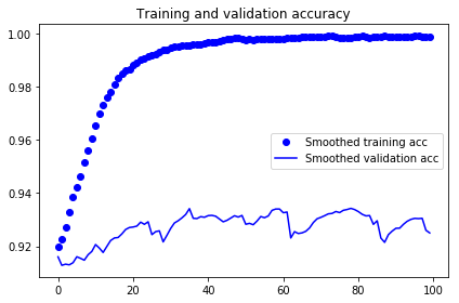 Training and validation accuracy
1.00
0.98
0.96
0.94
0.92
Smoothed training acc
Smoothed validation acc
0 20 40 60 80 100